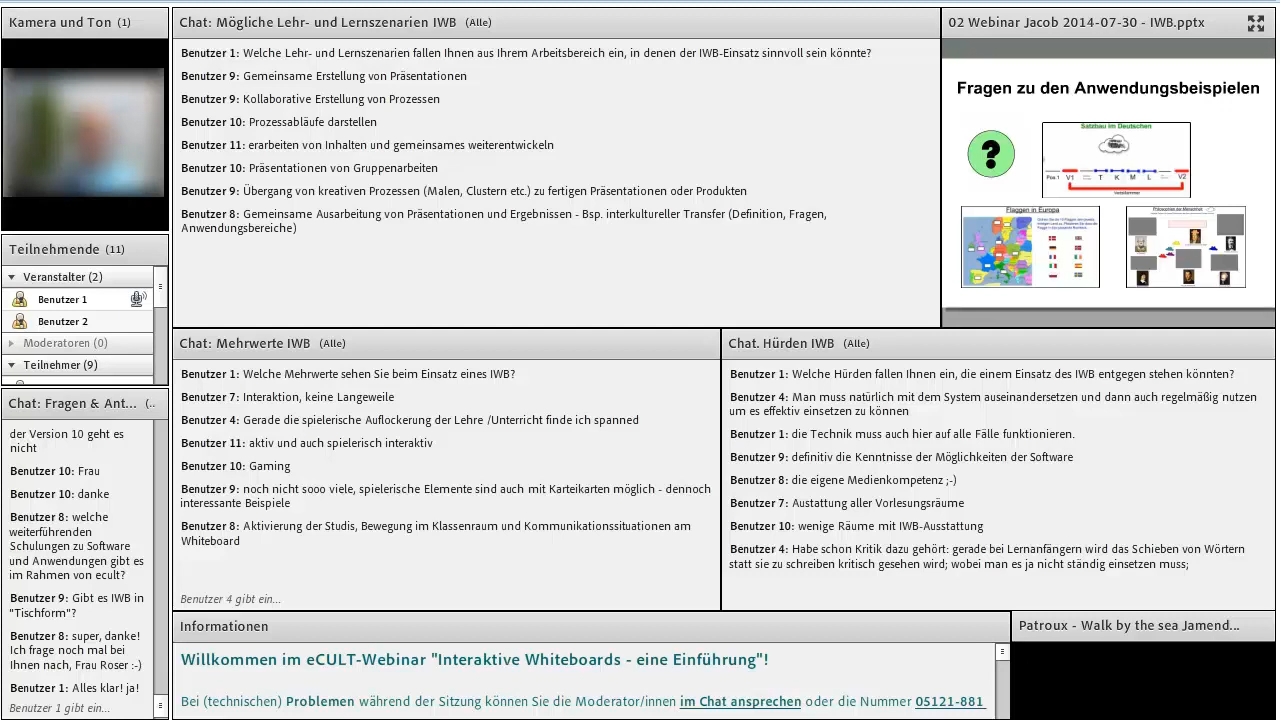 Kamera und Ton (1)
Teilnehmende (11)
Veranstalter (2)
Benutzer 1
Benutzer 2
Moderatoren (0)
Teilnehmer (9)
Chat: Fragen & Ant... (..
der Version 10 geht es
nicht
Benutzer 10: Frau
Benutzer 10: danke
Benutzer 8: welche
weiterführenden
Schulungen zu Software
und Anwendungen gibt es
im Rahmen von ecult?
Benutzer 9: Gibt es IWB in
"Tischform"?
Benutzer 8: super, danke!
Ich frage noch mal bei
Ihnen nach, Frau Roser :-)
Benutzer 1: Alles klar! ja!
Benutzer 1 gibt ein...
Chat: Mögliche Lehr- und Lernszenarien IWB (Alle)
Benutzer 1: Welche Lehr- und Lernszenarien fallen Ihnen aus Ihrem Arbeitsbereich ein, in denen der IWB-Einsatz sinnvoll sein könnte?
Benutzer 9: Gemeinsame Erstellung von Präsentationen
Benutzer 9: Kollaborative Erstellung von Prozessen
Benutzer 10: Prozessabläufe darstellen
Benutzer 11: erarbeiten von Inhalten und gemeinsames weiterentwickeln
Benutzer 10: Präsentationen von Gruppenarbeiten
Benutzer 9: Übergang von kreativen Prozessen (Malen, Clustern etc.) zu fertigen Präsentationen oder Produkten
Benutzer 8: Gemeinsame Ausarbeitung von Präsentationen und Ergebnissen - Bsp. interkultureller Transfer (Definitioin, Fragen,
Anwendungsbereiche)
02 Webinar Jacob 2014-07-30 - IWB.pptx
Fragen zu den Anwendungsbeispielen
?
Satzbau im Deutschen
Pos.1 V1 T K M L V2
Flaggen in Europa
Chat: Mehrwerte IWB (Alle)
Benutzer 1: Welche Mehrwerte sehen Sie beim Einsatz eines IWB?
Benutzer 7: Interaktion, keine Langeweile
Benutzer 4: Gerade die spielerische Auflockerung der Lehre /Unterricht finde ich spanned
Benutzer 11: aktiv und auch spielerisch interaktiv
Benutzer 10: Gaming
Benutzer 9: noch nicht sooo viele, spielerische Elemente sind auch mit Karteikarten möglich - dennoch
interessante Beispiele
Benutzer 8: Aktivierung der Studis, Bewegung im Klassenraum und Kommunikationssituationen am
Whiteboard
Benutzer 4 gibt ein...
Chat. Hürden IWB (Alle)
Benutzer 1: Welche Hürden fallen Ihnen ein, die einem Einsatz des IWB entgegen stehen könnten?
Benutzer 4: Man muss natürlich mit dem System auseinandersetzen und dann auch regelmäßig nutzen
um es effektiv einsetzen zu können
Benutzer 1: die Technik muss auch hier auf alle Fälle funktionieren.
Benutzer 9: definitiv die Kenntnisse der Möglichkeiten der Software
Benutzer 8: die eigene Medienkompetenz ;-)
Benutzer 7: Austattung aller Vorlesungsräume
Benutzer 10: wenige Räume mit IWB-Ausstattung
Benutzer 4: Habe schon Kritik dazu gehört: gerade bei Lernanfängern wird das Schieben von Wörtern
statt sie zu schreiben kritisch gesehen wird; wobei man es ja nicht ständig einsetzen muss;
Informationen
Willkommen im eCULT-Webinar "Interaktive Whiteboards - eine Einführung"!
Bei (technischen) Problemen während der Sitzung können Sie die Moderator/innen im Chat ansprechen oder die Nummer 05121-881
Patroux - Walk by the sea Jamend...